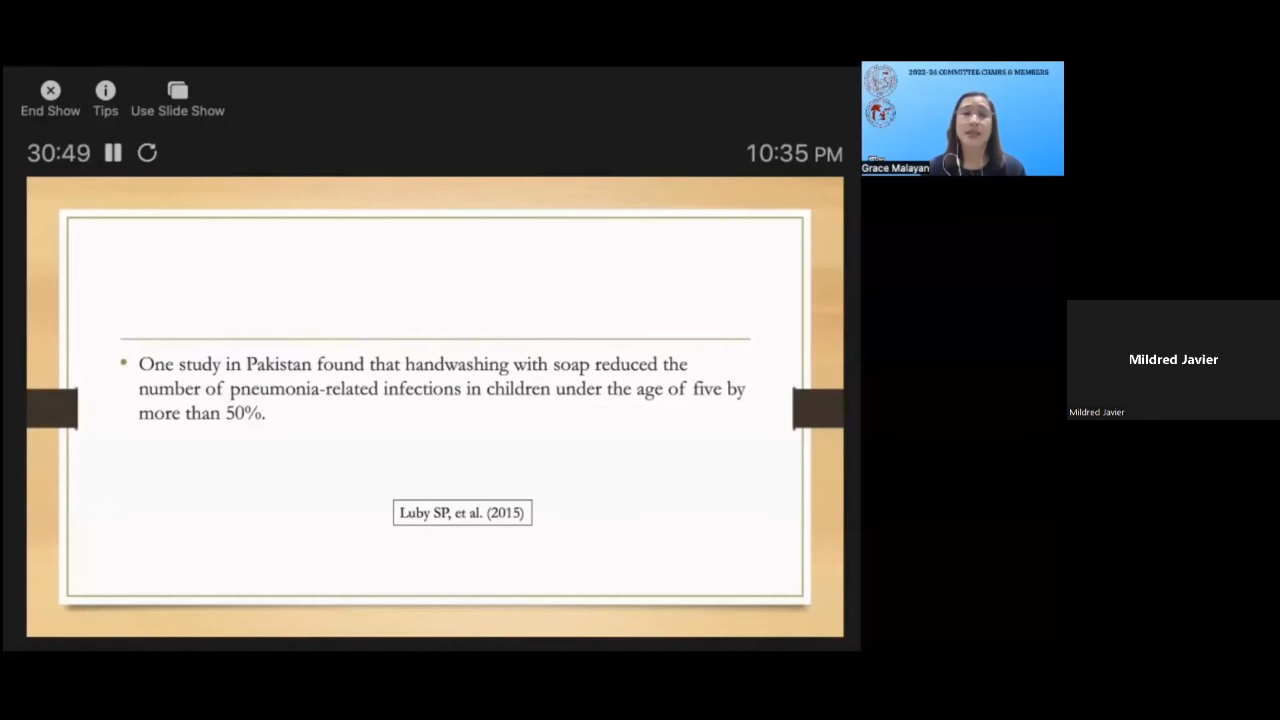 End Show
Tips
Use Slide Show
30:49
10:35 PM
One study in Pakistan found that handwashing with soap reduced the
number of pneumonia-related infections in children under the age of five by
more than 50%.
Luby SP, et al. (2015)
2022-24 COMMITTEE CHAIRS & MEMBERS
Grace Malayan
Mildred Javier
Mildred Javier